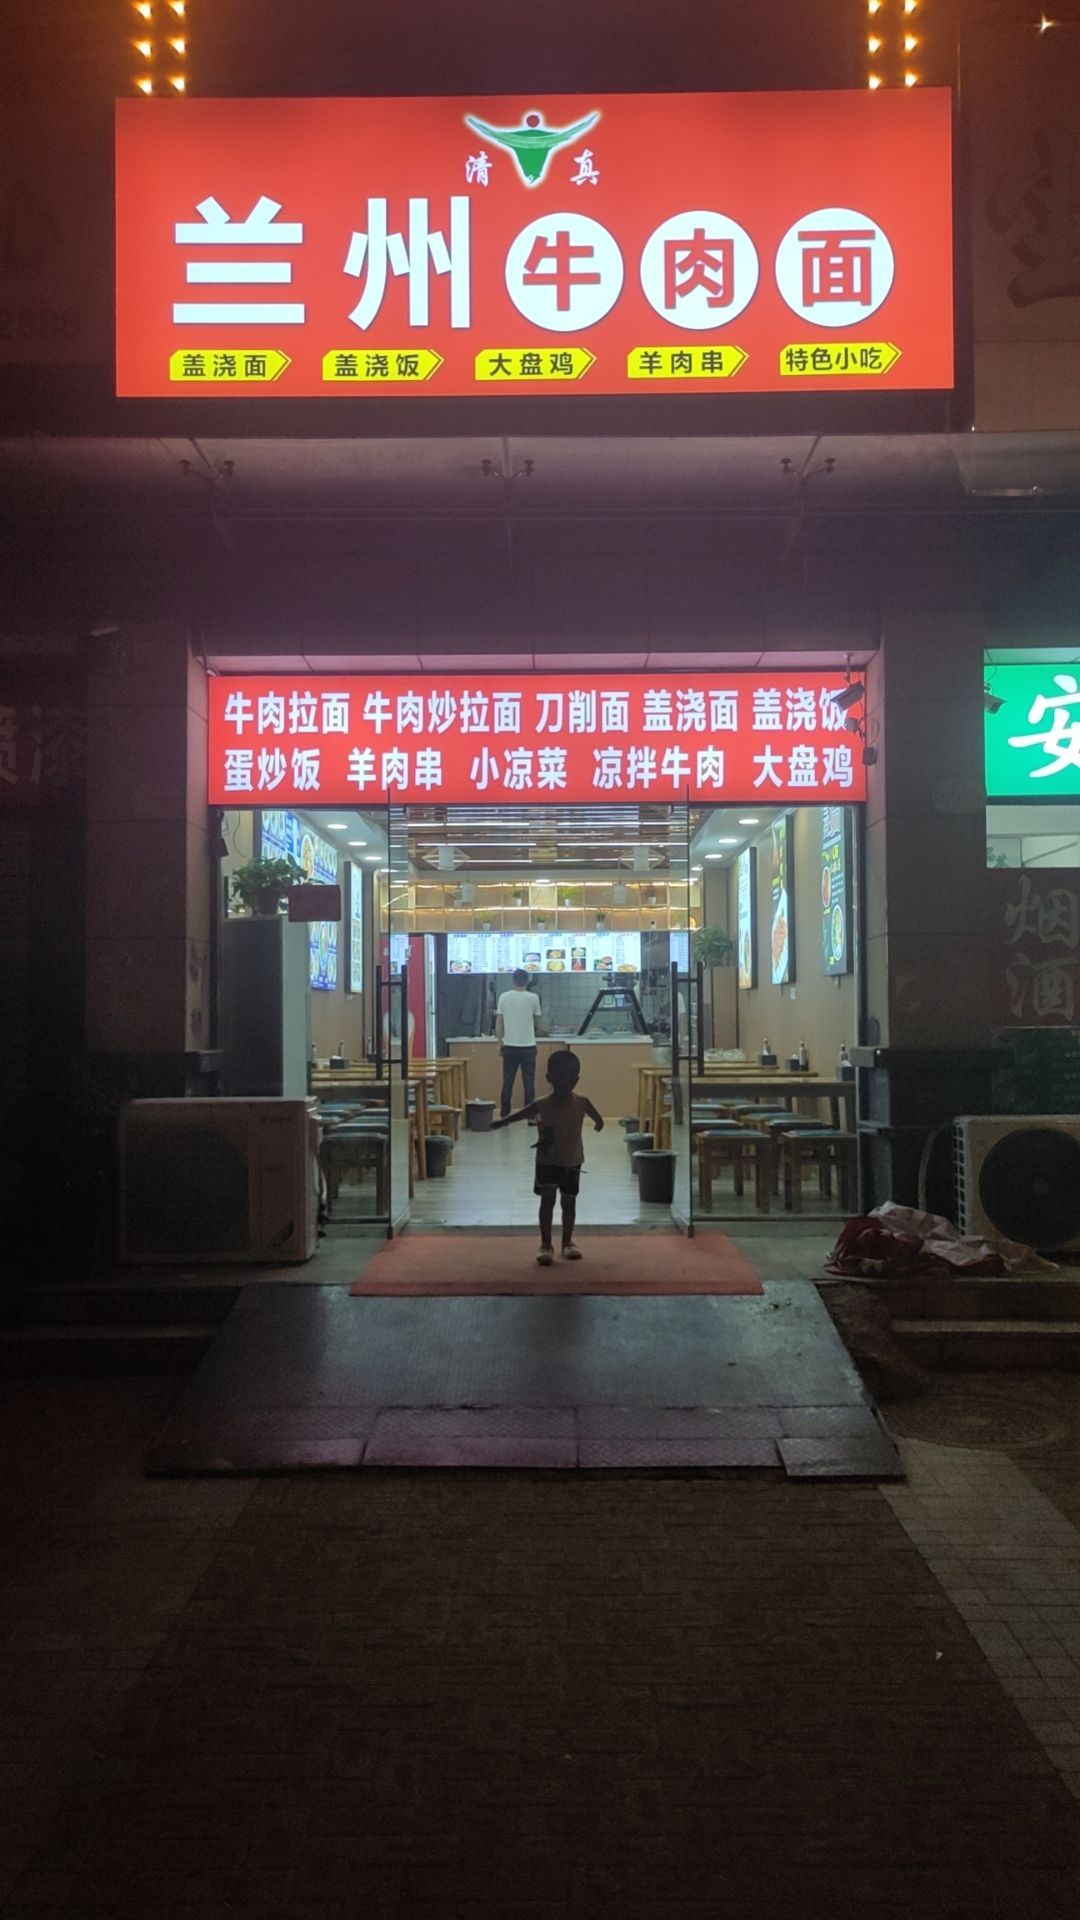 清真
兰州牛肉面
盖浇面 盖浇饭 大盘鸡 羊肉串 特色小吃
牛肉拉面 牛肉炒拉面 刀削面 盖浇面 盖浇饭
蛋炒饭 羊肉串 小凉菜 凉拌牛肉 大盘鸡
安
烟
酒